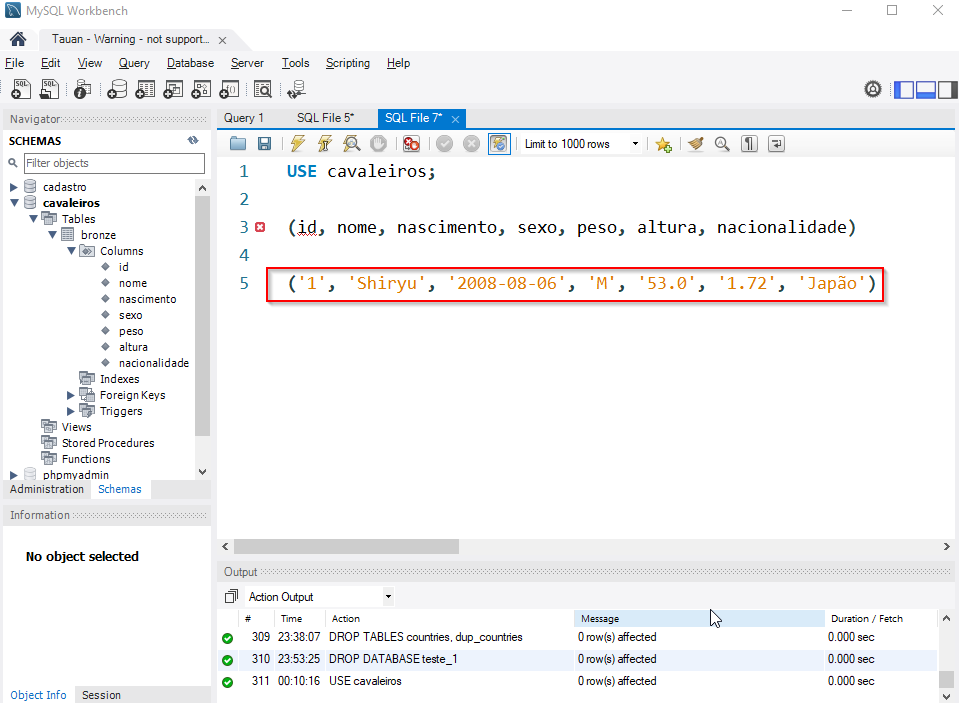 MySQL Workbench
Tauan - Warning - not support...
File Edit View Query Database Server Tools Scripting Help
Navigator
SCHEMAS
Filter objects
cadastro
cavaleiros
Tables
bronze
Columns
id
nome
nascimento
sexo
peso
altura
nacionalidade
Indexes
Foreign Keys
Triggers
Views
Stored Procedures
Functions
phpmyadmin
Administration Schemas
Information
No object selected
Object Info Session
Query 1 SQL File 5* SQL File 7*
Limit to 1000 rows
1 USE cavaleiros;
2
3 (id, nome, nascimento, sexo, peso, altura, nacionalidade)
4
5 ('1', 'Shiryu', '2008-08-06', 'M', '53.0', '1.72', 'Japão')
Output
Action Output
# Time Action Message Duration / Fetch
309 23:38:07 DROP TABLES countries, dup_countries 0 row(s) affected 0.000 sec
310 23:53:25 DROP DATABASE teste_1 0 row(s) affected 0.000 sec
311 00:10:16 USE cavaleiros 0 row(s) affected 0.000 sec